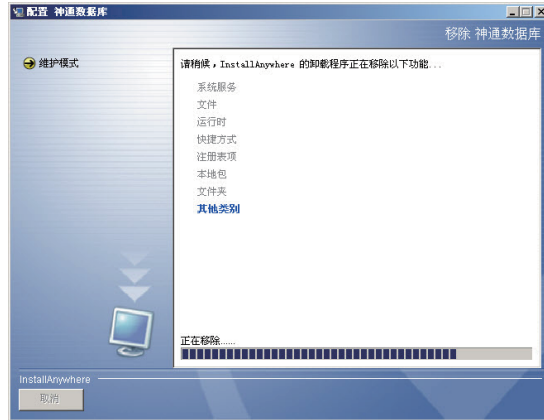 配置 神通数据库
移除 神通数据库
维护模式
请稍候，InstallAnywhere 的卸载程序正在移除以下功能...
系统服务
文件
运行时
快捷方式
注册表项
本地包
文件夹
其他类别
正在移除......
InstallAnywhere
取消